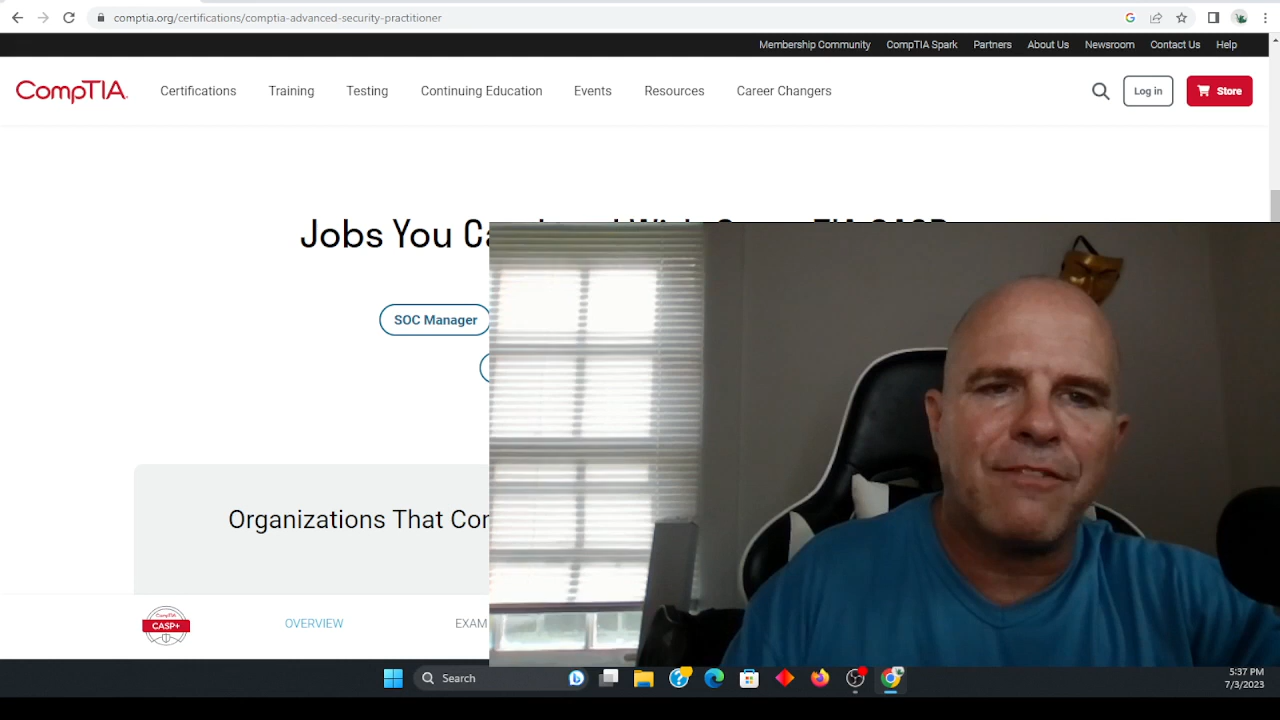 comptia.org/certifications/comptia-advanced-security-practitioner
Membership Community CompTIA Spark Partners About Us Newsroom Contact Us Help
CompTIA. Certifications Training Testing Continuing Education Events Resources Career Changers Log in Store
Jobs You
SOC Manager
Organizations That
CompTIA
CASP+
OVERVIEW EXAM
Search
5:37 PM
7/3/2023